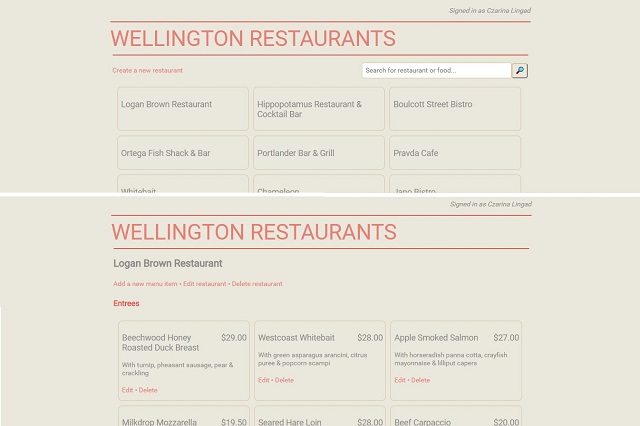 Signed in as Czarina Lingad
WELLINGTON RESTAURANTS
Create a new restaurant
Search for restaurant or food...
Logan Brown Restaurant
Hippopotamus Restaurant &
Cocktail Bar
Boulcott Street Bistro
Ortega Fish Shack & Bar
Portlander Bar & Grill
Pravda Cafe
Whitebait
Chameleon
Jano Bistro
Signed in as Czarina Lingad
WELLINGTON RESTAURANTS
Logan Brown Restaurant
Add a new menu item • Edit restaurant • Delete restaurant
Entrees
Beechwood Honey $29.00
Roasted Duck Breast
With turnip, pheasant sausage, pear &
crackling
Edit • Delete
Westcoast Whitebait $28.00
With green asparagus arancini, citrus
puree & popcorn scampi
Edit • Delete
Apple Smoked Salmon $27.00
With horseradish panna cotta, crayfish
mayonnaise & lilliput capers
Edit • Delete
Milkdrop Mozzarella $19.50
Seared Hare Loin $28.00
Beef Carpaccio $20.00